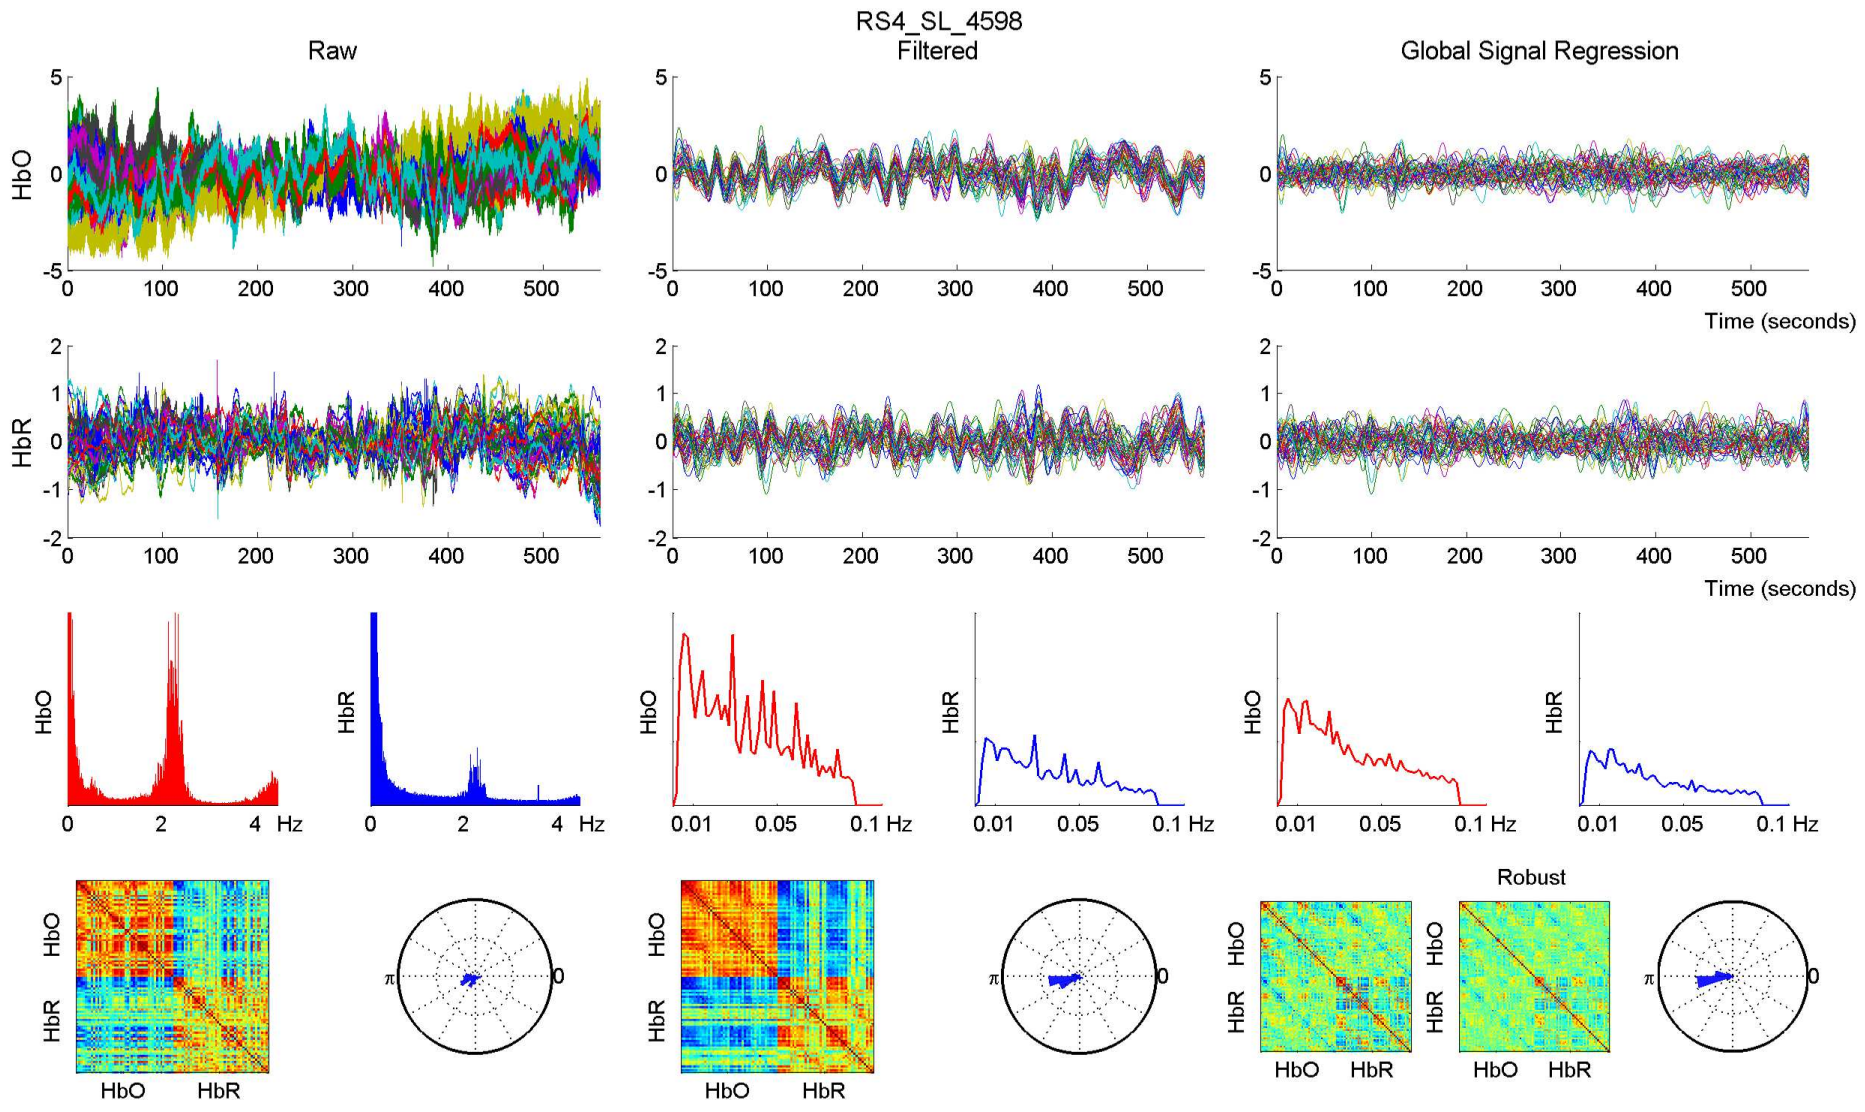 RS4_SL_4598
Raw
Filtered
Global Signal Regression
HbO
5
0
-5
0 100 200 300 400 500
5
0
-5
0 100 200 300 400 500
5
0
-5
0 100 200 300 400 500
Time (seconds)
HbR
2
1
0
-1
-2
0 100 200 300 400 500
2
1
0
-1
-2
0 100 200 300 400 500
2
1
0
-1
-2
0 100 200 300 400 500
Time (seconds)
HbO
0 2 4 Hz
HbR
0 2 4 Hz
HbO
0.01 0.05 0.1 Hz
HbR
0.01 0.05 0.1 Hz
HbO
0.01 0.05 0.1 Hz
HbR
0.01 0.05 0.1 Hz
HbO
HbR
HbO HbR
π 0
HbO
HbR
HbO HbR
π 0
HbO
HbR
HbO HbR
Robust
HbO
HbR
HbO HbR
π 0